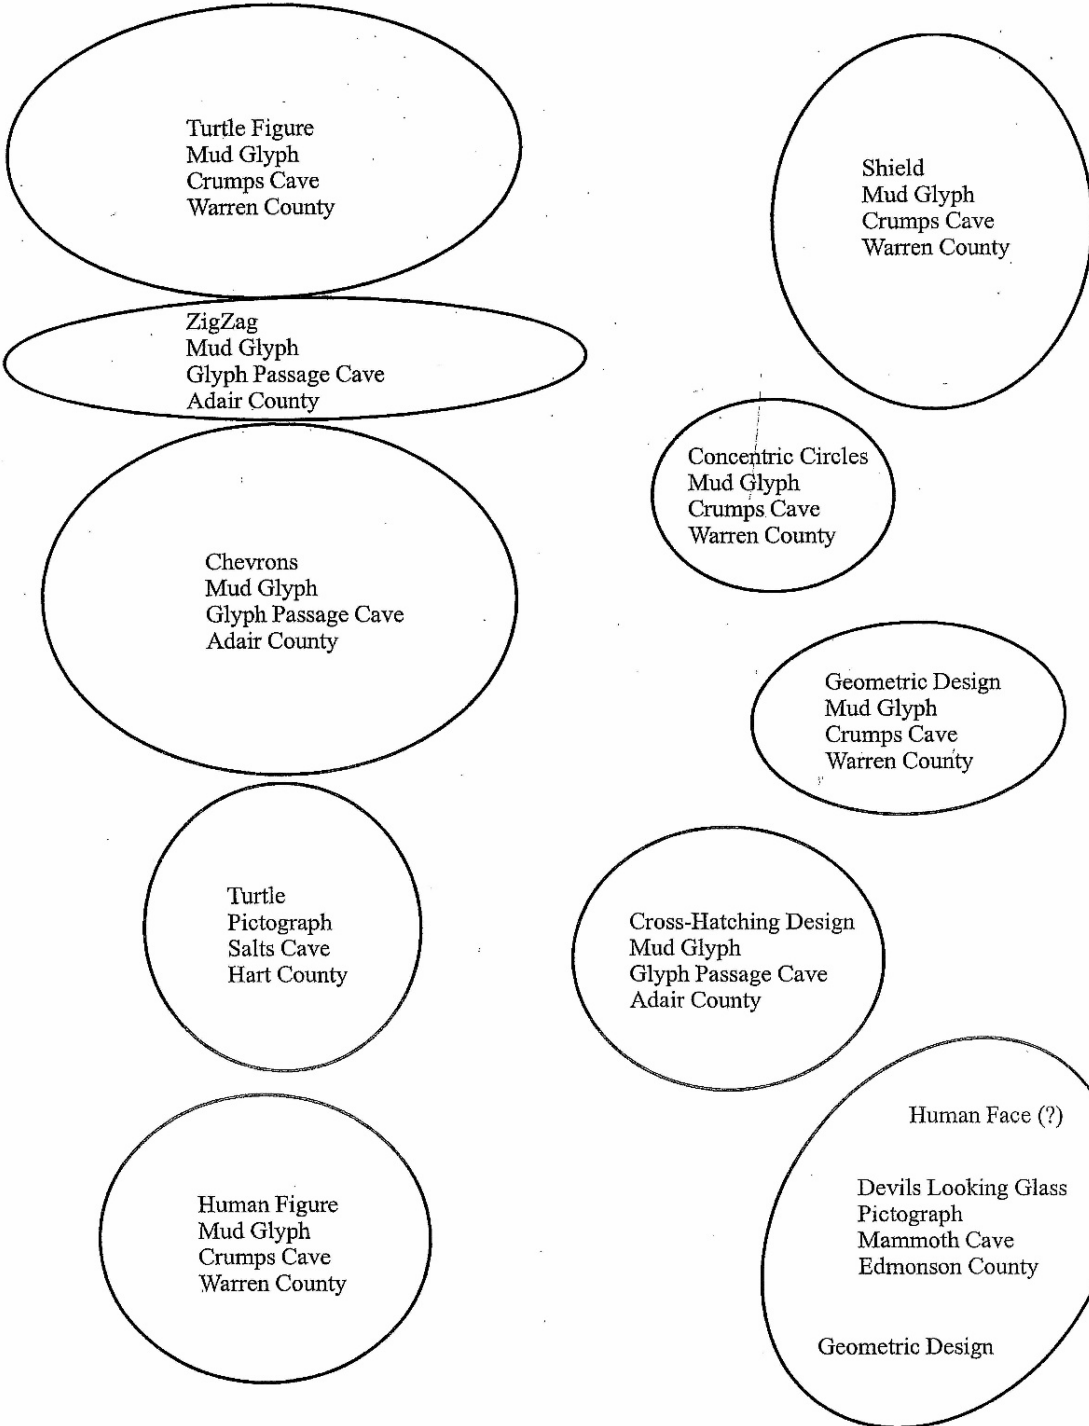 Turtle Figure
Mud Glyph
Crumps Cave
Warren County
Shield
Mud Glyph
Crumps Cave
Warren County
ZigZag
Mud Glyph
Glyph Passage Cave
Adair County
Concentric Circles
Mud Glyph
Crumps Cave
Warren County
Chevrons
Mud Glyph
Glyph Passage Cave
Adair County
Geometric Design
Mud Glyph
Crumps Cave
Warren County
Turtle
Pictograph
Salts Cave
Hart County
Cross-Hatching Design
Mud Glyph
Glyph Passage Cave
Adair County
Human Figure
Mud Glyph
Crumps Cave
Warren County
Human Face (?)
Devils Looking Glass
Pictograph
Mammoth Cave
Edmonson County
Geometric Design